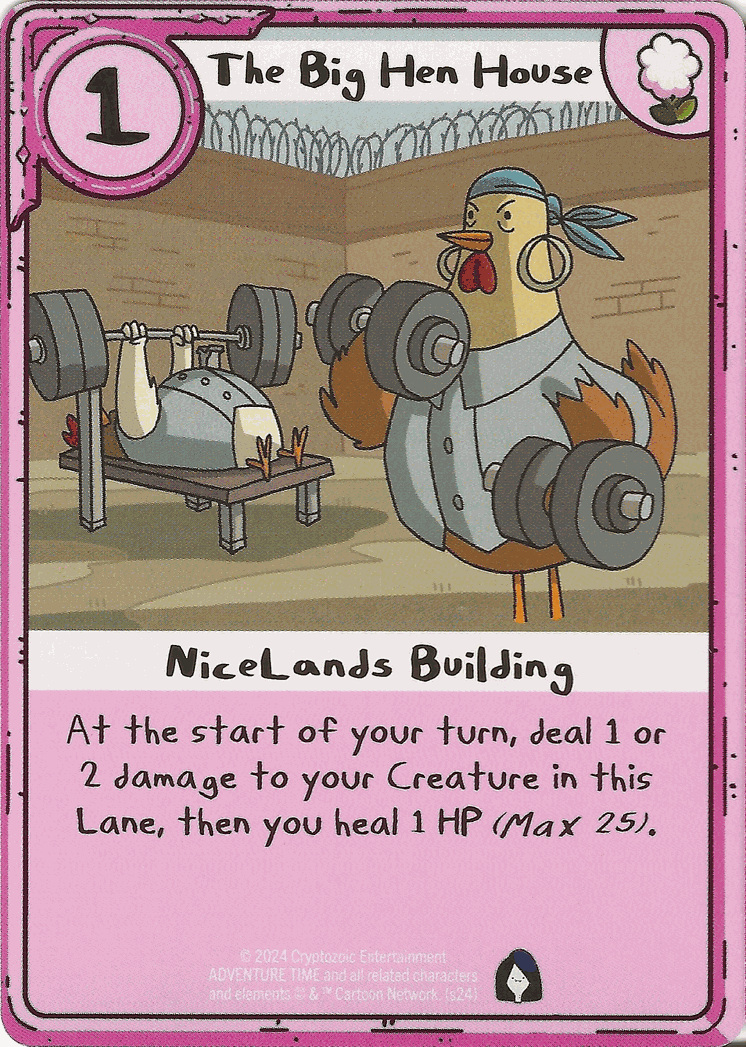 1
The Big Hen House
NiceLands Building
At the start of your turn, deal 1 or
2 damage to your Creature in this
Lane, then you heal 1 HP (Max 25).
© 2024 Cryptozoic Entertainment
ADVENTURE TIME and all related characters
and elements © & ™ Cartoon Network. (s24)